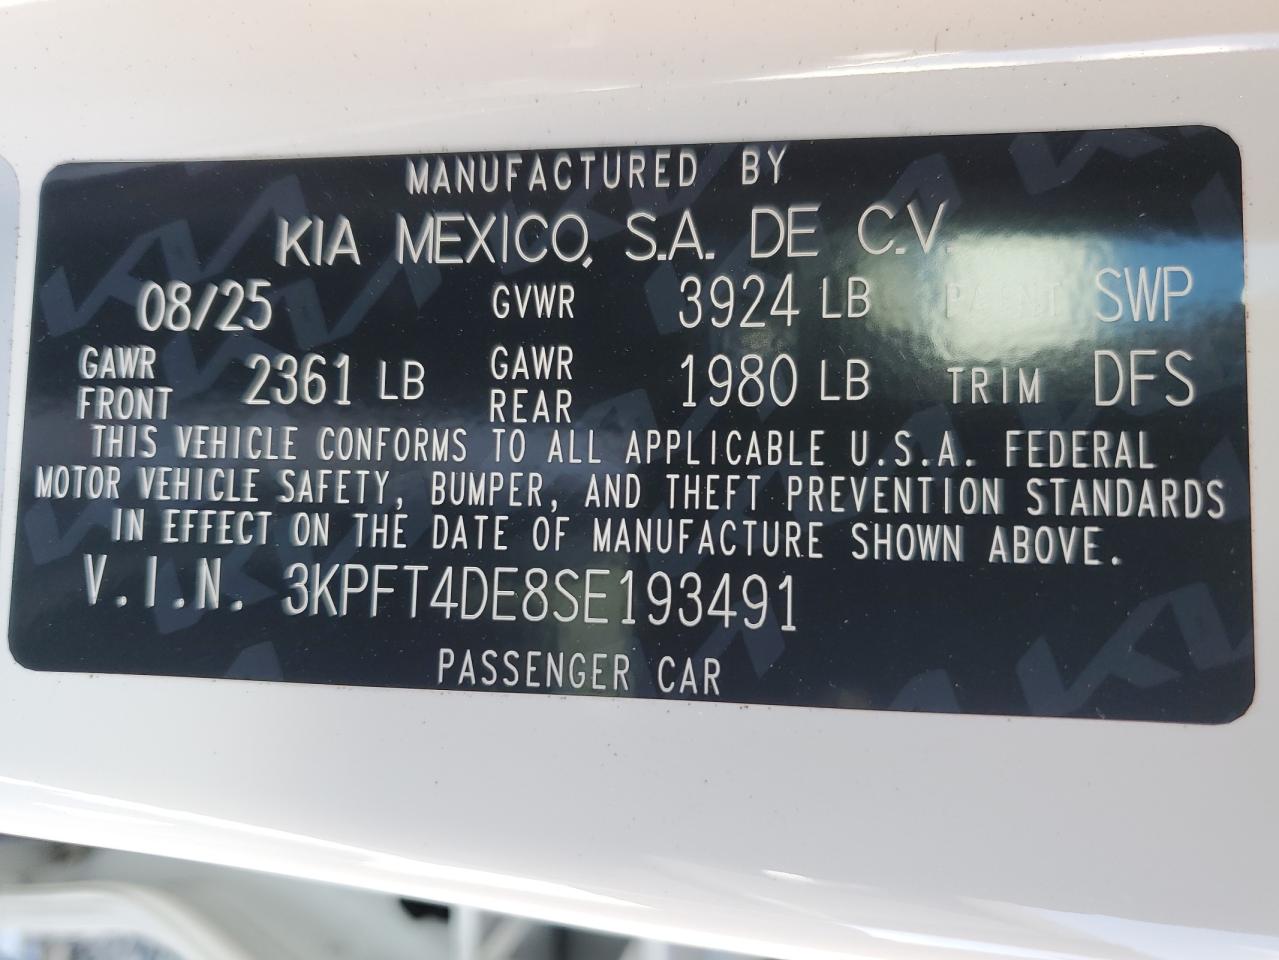 MANUFACTURED BY
KIA MEXICO, S.A. DE C.V.
08/25 GVWR 3924 LB PAINT SWP
GAWR FRONT 2361 LB GAWR REAR 1980 LB TRIM DFS
THIS VEHICLE CONFORMS TO ALL APPLICABLE U.S.A. FEDERAL
MOTOR VEHICLE SAFETY, BUMPER, AND THEFT PREVENTION STANDARDS
IN EFFECT ON THE DATE OF MANUFACTURE SHOWN ABOVE.
V.I.N. 3KPFT4DE8SE193491
PASSENGER CAR